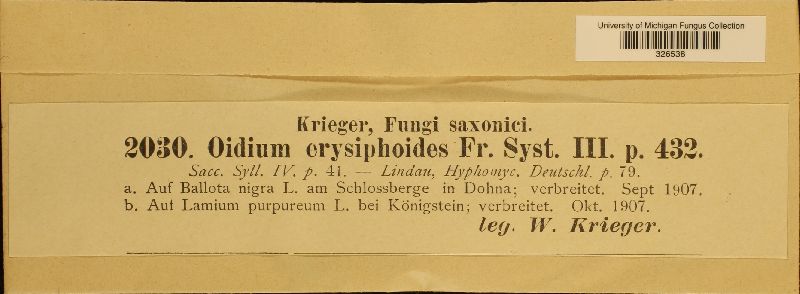 University of Michigan Fungus Collection
326536
Krieger, Fungi saxonici.
2030. Oidium erysiphoides Fr. Syst. III. p. 432.
Sacc. Syll. IV. p. 41. — Lindau, Hyphomyc. Deutschl. p. 79.
a. Auf Ballota nigra L. am Schlossberge in Dohna; verbreitet. Sept 1907.
b. Auf Lamium purpureum L. bei Königstein; verbreitet. Okt. 1907.
leg. W. Krieger.